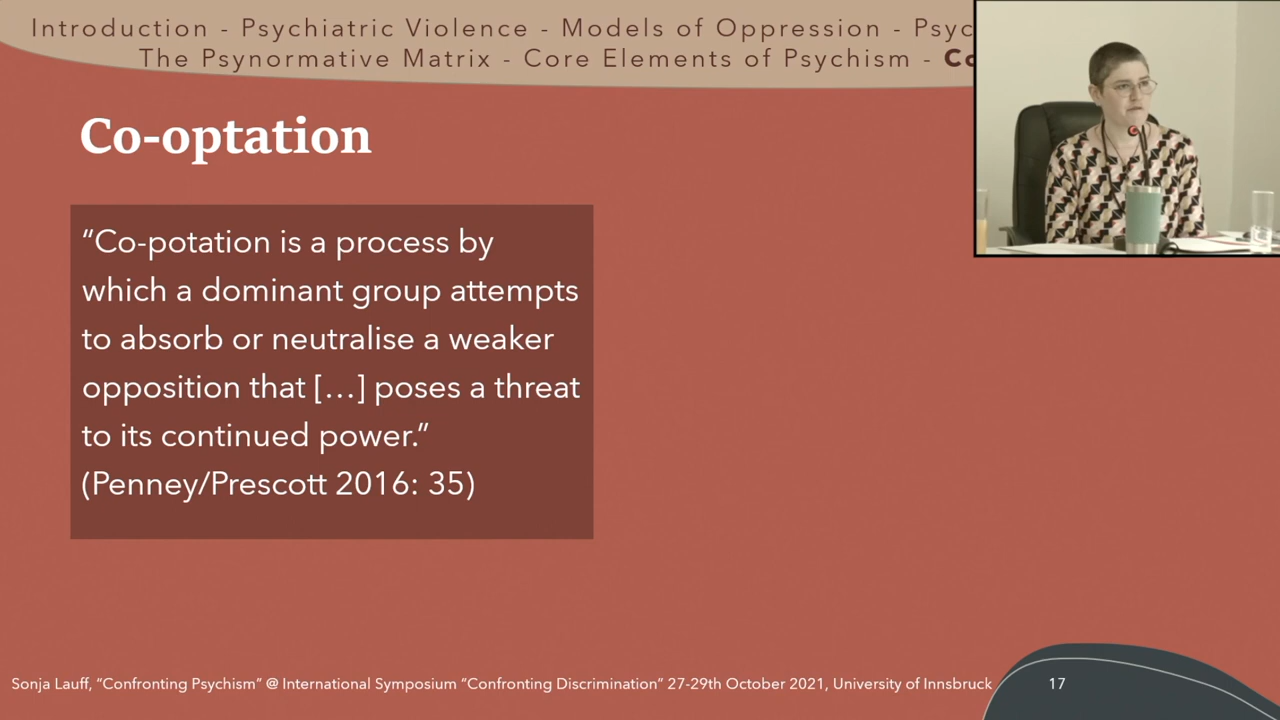 Introduction - Psychiatric Violence - Models of Oppression - Psyc
The Psynormative Matrix - Core Elements of Psychism - Co
Co-optation
“Co-potation is a process by
which a dominant group attempts
to absorb or neutralise a weaker
opposition that […] poses a threat
to its continued power.”
(Penney/Prescott 2016: 35)
Sonja Lauff, “Confronting Psychism” @ International Symposium “Confronting Discrimination” 27-29th October 2021, University of Innsbruck
17